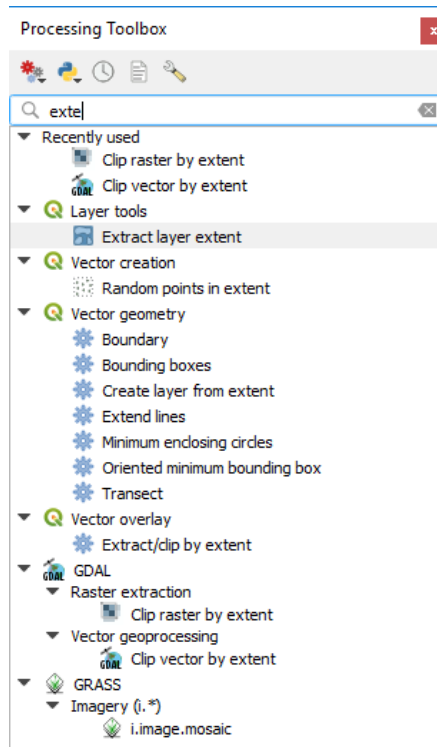 Processing Toolbox
x
exte
Recently used
Clip raster by extent
GDAL Clip vector by extent
Layer tools
Extract layer extent
Vector creation
Random points in extent
Vector geometry
Boundary
Bounding boxes
Create layer from extent
Extend lines
Minimum enclosing circles
Oriented minimum bounding box
Transect
Vector overlay
Extract/clip by extent
GDAL GDAL
Raster extraction
Clip raster by extent
Vector geoprocessing
GDAL Clip vector by extent
GRASS
Imagery (i.*)
i.image.mosaic